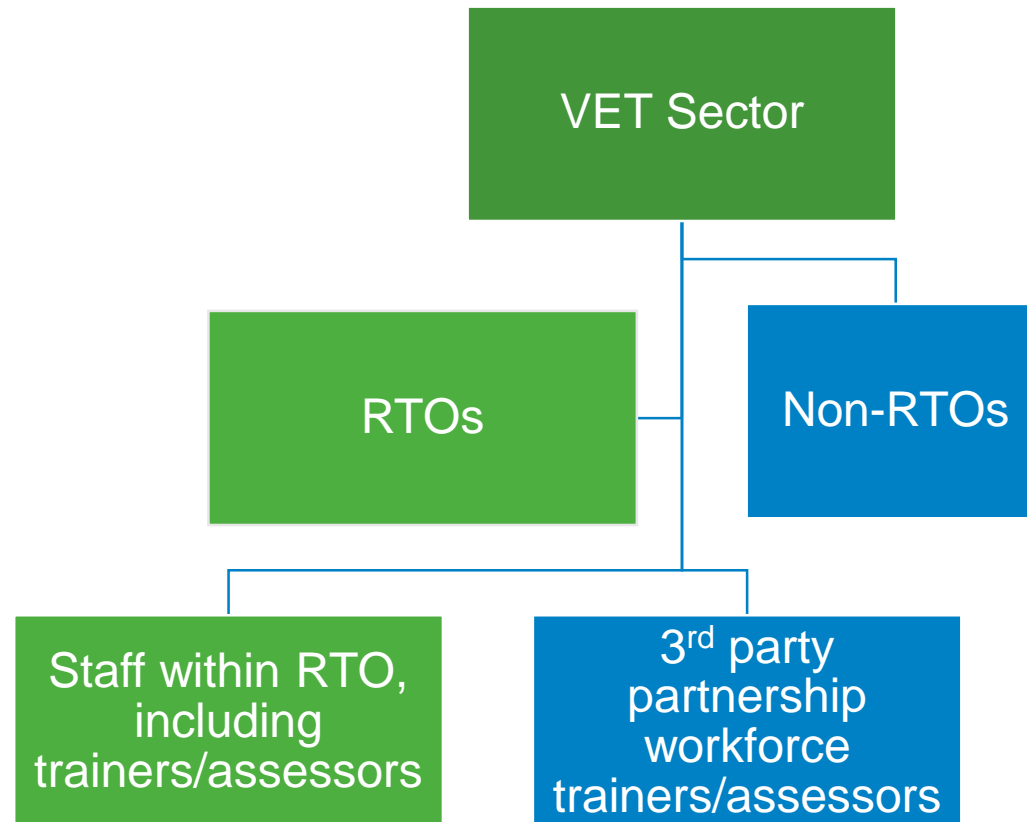 VET Sector
RTOs
Non-RTOs
Staff within RTO,
including
trainers/assessors
3rd party
partnership
workforce
trainers/assessors